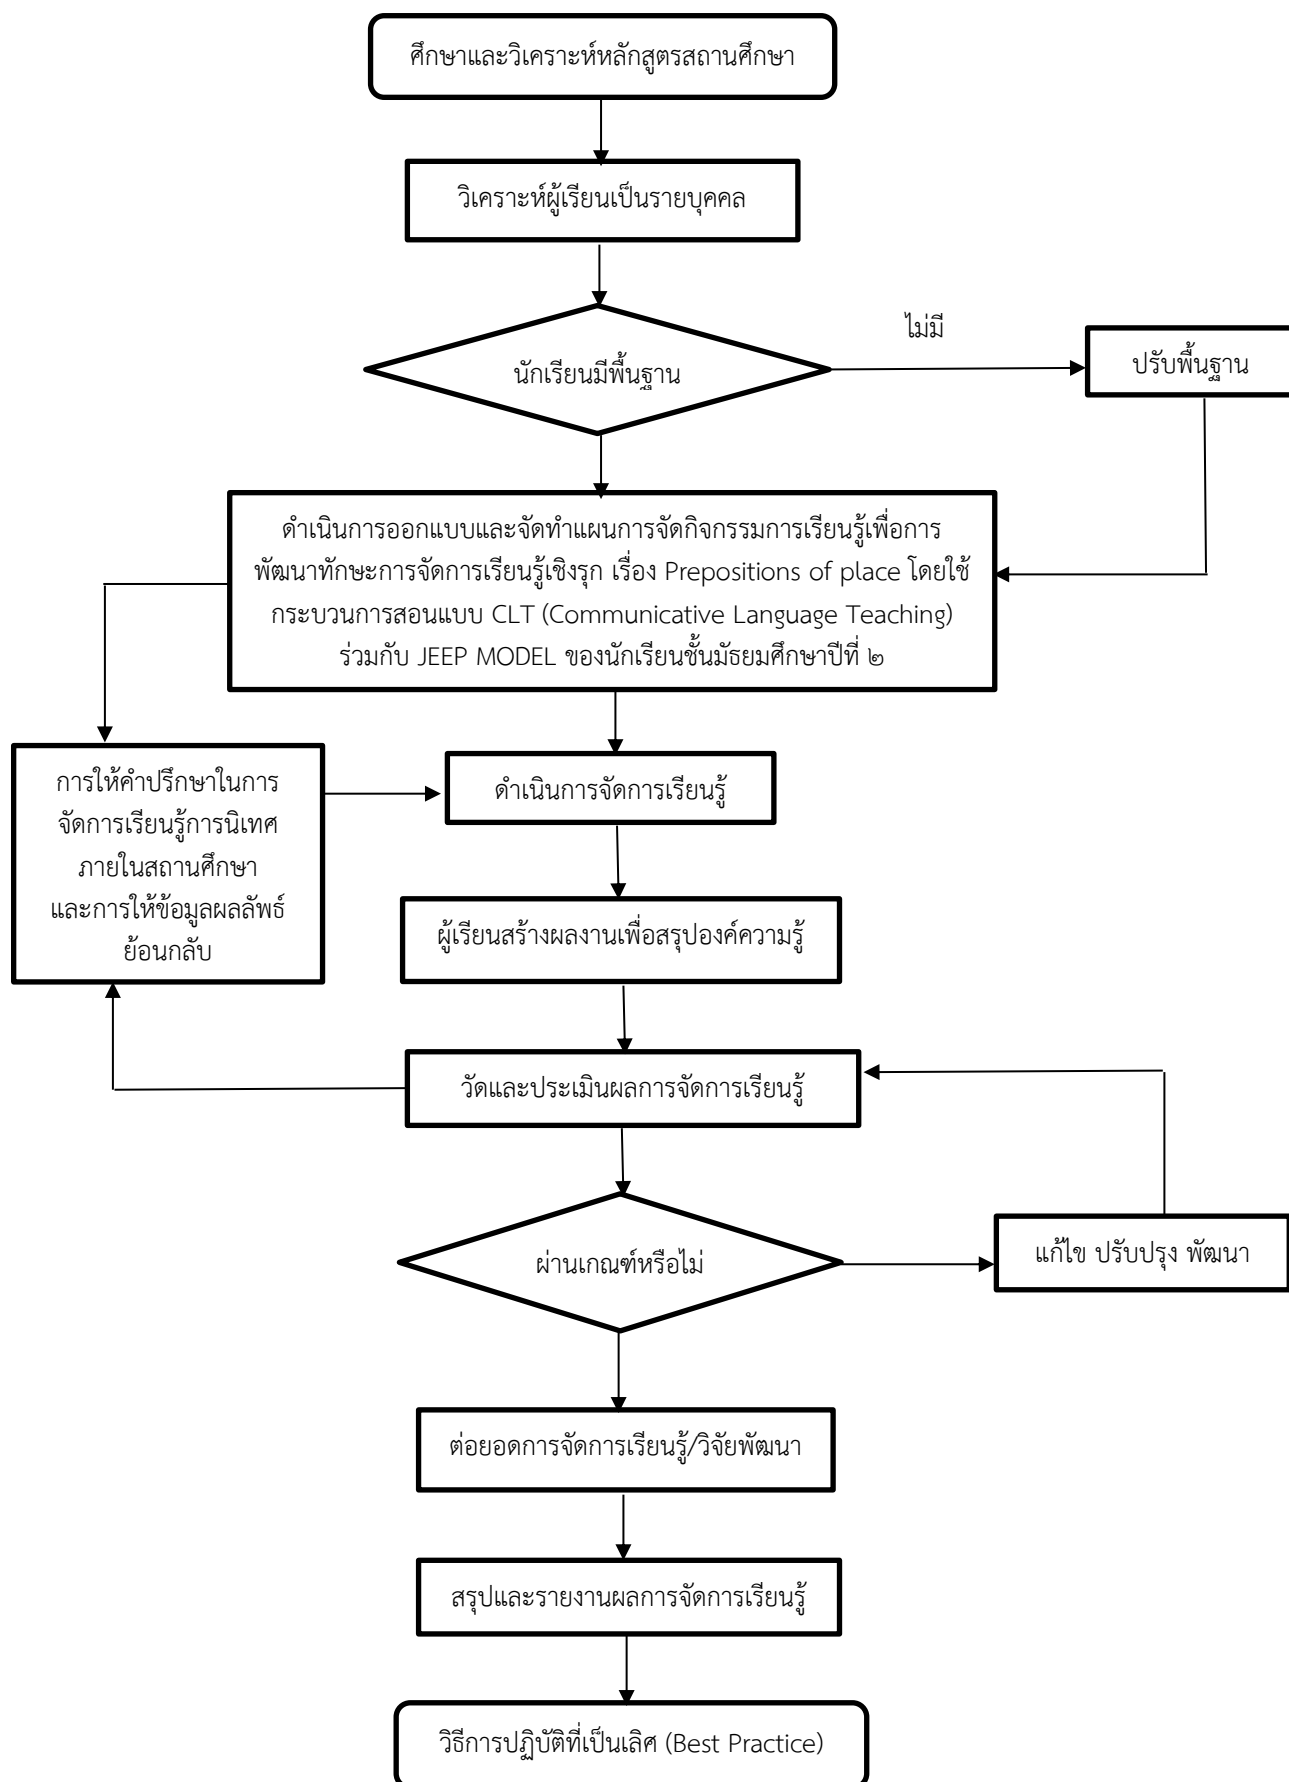 ศึกษาและวิเคราะห์หลักสูตรสถานศึกษา
วิเคราะห์ผู้เรียนเป็นรายบุคคล
นักเรียนมีพื้นฐาน
ไม่มี
ปรับพื้นฐาน
ดำเนินการออกแบบและจัดทำแผนการจัดกิจกรรมการเรียนรู้เพื่อการ
พัฒนาทักษะการจัดการเรียนรู้เชิงรุก เรื่อง Prepositions of place โดยใช้
กระบวนการสอนแบบ CLT (Communicative Language Teaching)
ร่วมกับ JEEP MODEL ของนักเรียนชั้นมัธยมศึกษาปีที่ ๒
การให้คำปรึกษาในการ
จัดการเรียนรู้การนิเทศ
ภายในสถานศึกษา
และการให้ข้อมูลผลลัพธ์
ย้อนกลับ
ดำเนินการจัดการเรียนรู้
ผู้เรียนสร้างผลงานเพื่อสรุปองค์ความรู้
วัดและประเมินผลการจัดการเรียนรู้
ผ่านเกณฑ์หรือไม่
แก้ไข ปรับปรุง พัฒนา
ต่อยอดการจัดการเรียนรู้/วิจัยพัฒนา
สรุปและรายงานผลการจัดการเรียนรู้
วิธีการปฏิบัติที่เป็นเลิศ (Best Practice)